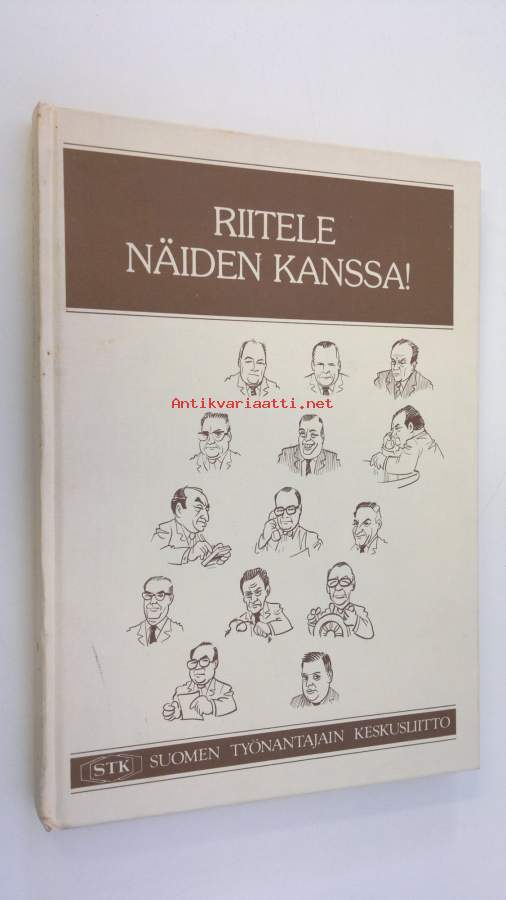 RIITELE
NÄIDEN KANSSA!
Antikvariaatti.net
STK SUOMEN TYÖNANTAJAIN KESKUSLIITTO